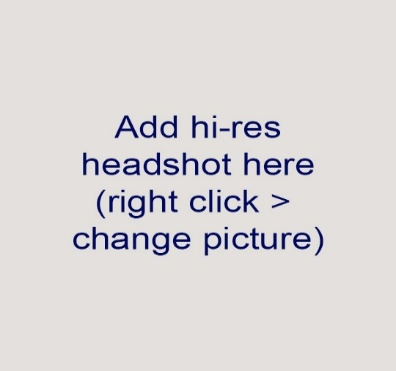 Add hi-res
headshot here
(right click >
change picture)